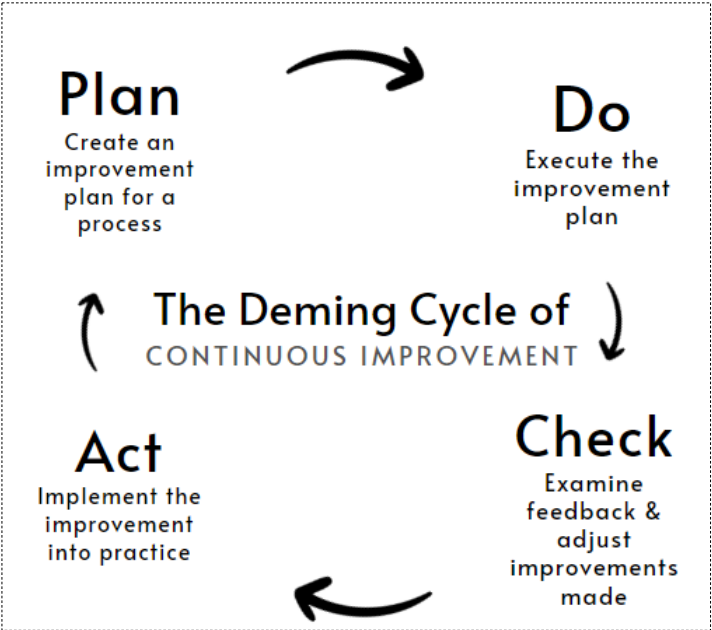 Plan
Create an
improvement
plan for a
process
Do
Execute the
improvement
plan
The Deming Cycle of
CONTINUOUS IMPROVEMENT
Check
Examine
feedback &
adjust
improvements
made
Act
Implement the
improvement
into practice